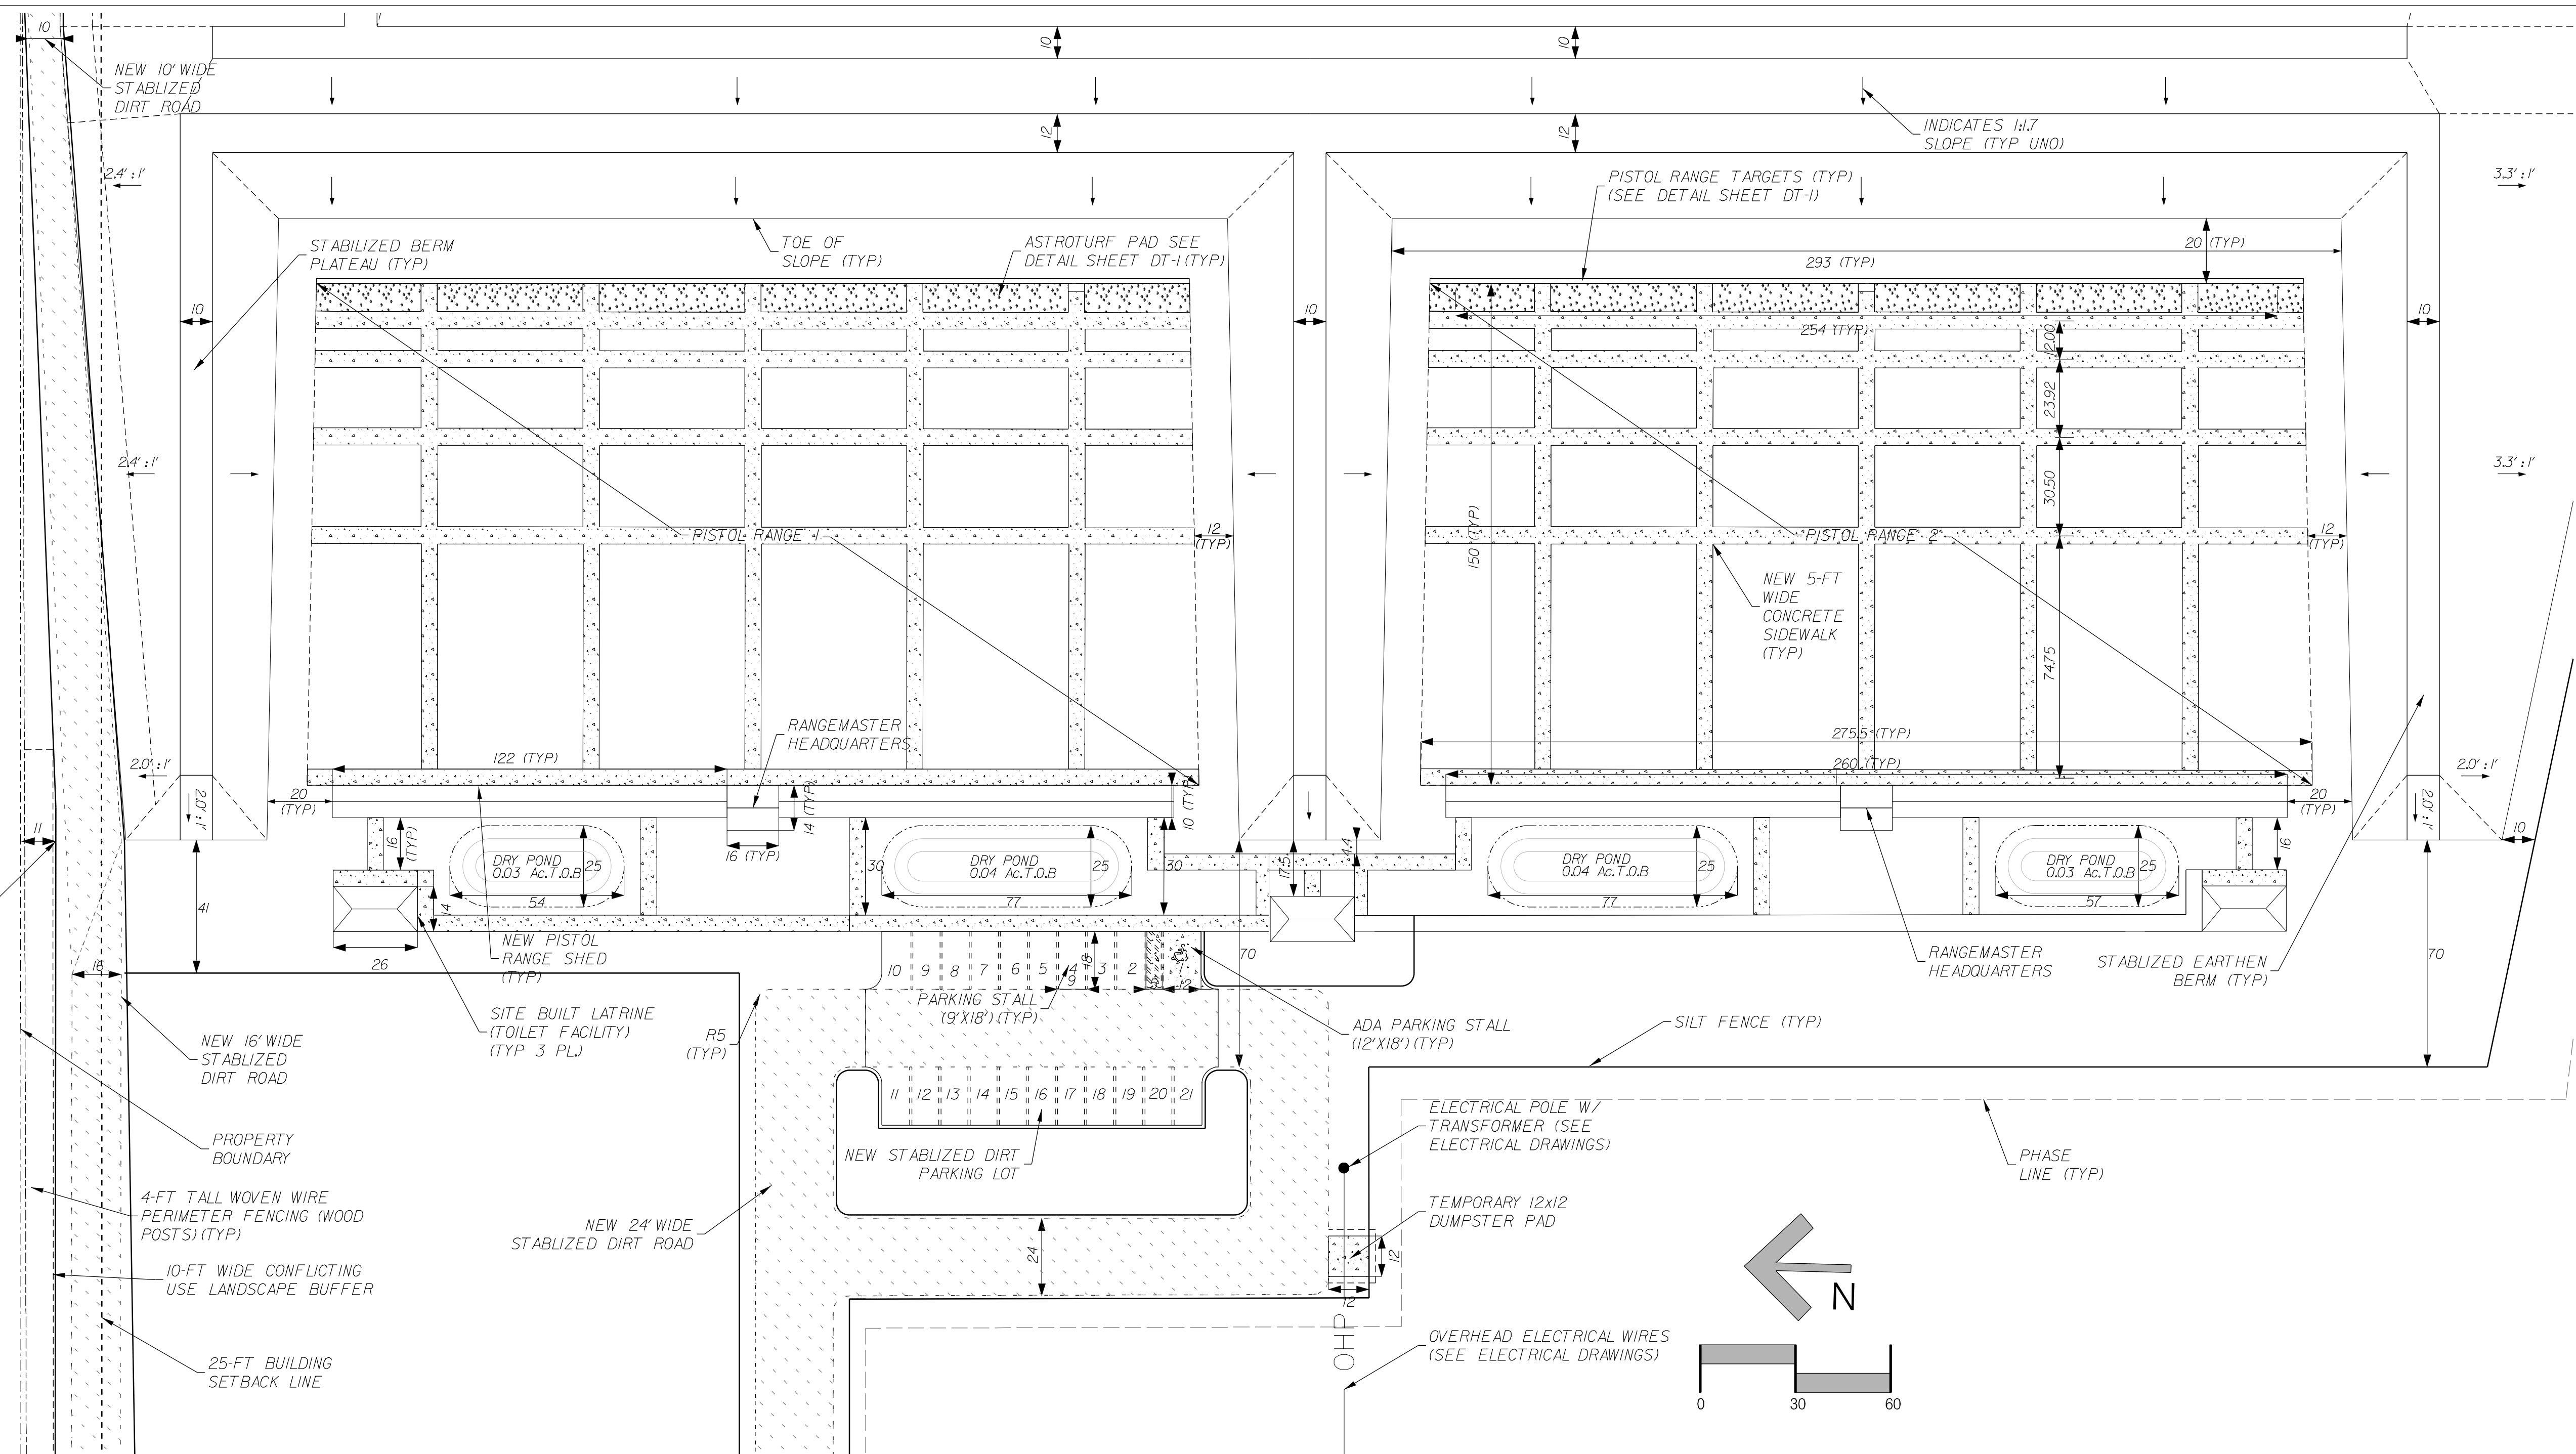 10
10
10
NEW 10' WIDE
STABLIZED
DIRT ROAD
12
12
INDICATES 1:1.7
SLOPE (TYP UNO)
2.4' : 1'
PISTOL RANGE TARGETS (TYP)
(SEE DETAIL SHEET DT-1)
3.3' : 1'
STABILIZED BERM
PLATEAU (TYP)
TOE OF
SLOPE (TYP)
ASTROTURF PAD SEE
DETAIL SHEET DT-1 (TYP)
20 (TYP)
293 (TYP)
10
10
10
254 (TYP)
12.00
23.92
2.4' : 1'
30.50
3.3' : 1'
PISTOL RANGE 1
12
(TYP)
150 (TYP)
PISTOL RANGE 2
12
(TYP)
NEW 5-FT
WIDE
CONCRETE
SIDEWALK
(TYP)
74.75
RANGEMASTER
HEADQUARTERS
275.5 (TYP)
122 (TYP)
260 (TYP)
2.0' : 1'
2.0' : 1'
2.0' : 1'
20
(TYP)
14 (TYP)
10 (TYP)
20
(TYP)
2.0' : 1'
11
16
(TYP)
16 (TYP)
4.4
10
DRY POND
0.03 Ac.T.O.B
25
54
30
DRY POND
0.04 Ac.T.O.B
25
77
30
17.5
DRY POND
0.04 Ac.T.O.B
25
77
DRY POND
0.03 Ac.T.O.B
25
57
16
41
14
26
NEW PISTOL
RANGE SHED
(TYP)
16
10 9 8 7 6 5 4 3 2 1
9
18
5
12
70
RANGEMASTER
HEADQUARTERS
STABLIZED EARTHEN
BERM (TYP)
70
PARKING STALL
(9'X18') (TYP)
SITE BUILT LATRINE
(TOILET FACILITY)
(TYP 3 PL.)
R5
(TYP)
ADA PARKING STALL
(12'X18') (TYP)
SILT FENCE (TYP)
NEW 16' WIDE
STABLIZED
DIRT ROAD
11 12 13 14 15 16 17 18 19 20 21
PROPERTY
BOUNDARY
NEW STABLIZED DIRT
PARKING LOT
ELECTRICAL POLE W/
TRANSFORMER (SEE
ELECTRICAL DRAWINGS)
PHASE
LINE (TYP)
4-FT TALL WOVEN WIRE
PERIMETER FENCING (WOOD
POSTS) (TYP)
NEW 24' WIDE
STABLIZED DIRT ROAD
24
TEMPORARY 12x12
DUMPSTER PAD
12
12
10-FT WIDE CONFLICTING
USE LANDSCAPE BUFFER
N
OHP
OVERHEAD ELECTRICAL WIRES
(SEE ELECTRICAL DRAWINGS)
25-FT BUILDING
SETBACK LINE
0 30 60